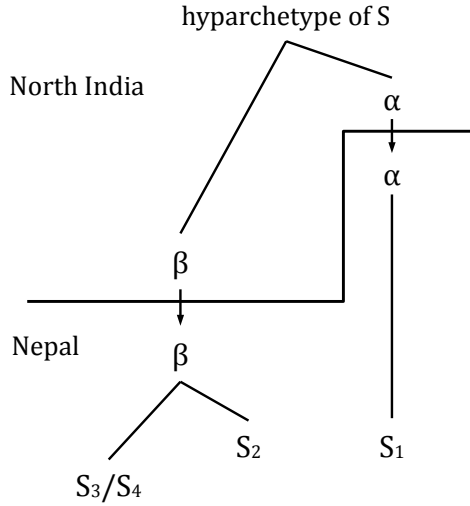 hyparchetype of S
North India
α
α
β
Nepal
β
S₂
S₁
S₃/S₄